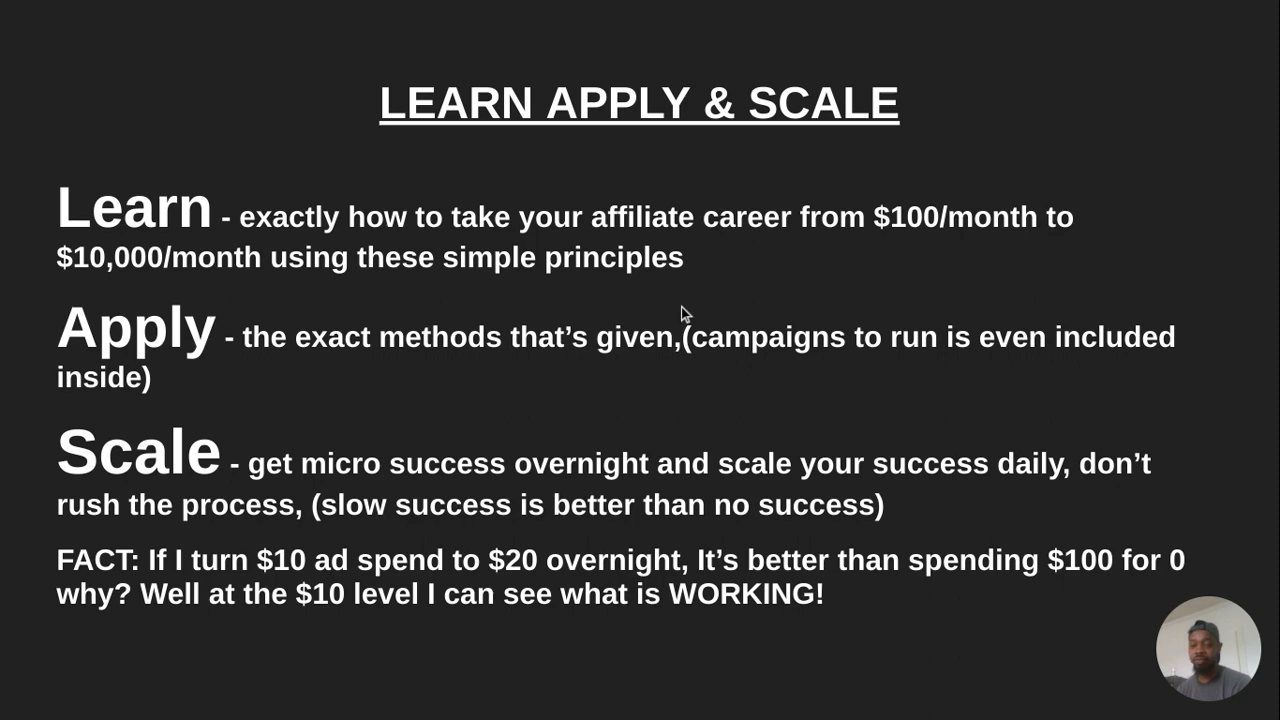 LEARN APPLY & SCALE
Learn - exactly how to take your affiliate career from $100/month to
$10,000/month using these simple principles
Apply - the exact methods that’s given,(campaigns to run is even included
inside)
Scale - get micro success overnight and scale your success daily, don’t
rush the process, (slow success is better than no success)
FACT: If I turn $10 ad spend to $20 overnight, It’s better than spending $100 for 0
why? Well at the $10 level I can see what is WORKING!